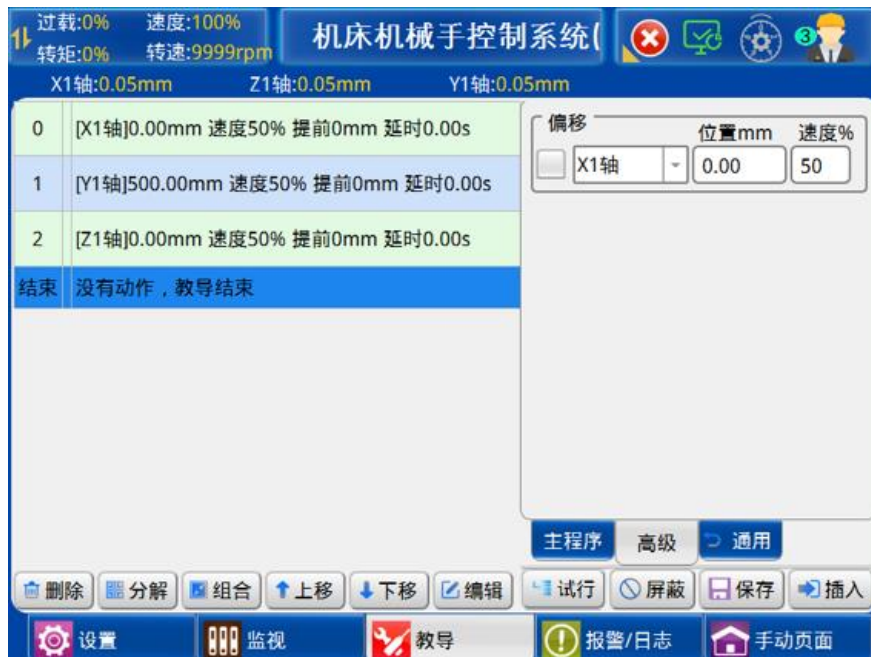 过载:0% 速度:100%
转矩:0% 转速:9999rpm
机床机械手控制系统(
3
X1轴:0.05mm Z1轴:0.05mm Y1轴:0.05mm
0 [X1轴]0.00mm 速度50% 提前0mm 延时0.00s
1 [Y1轴]500.00mm 速度50% 提前0mm 延时0.00s
2 [Z1轴]0.00mm 速度50% 提前0mm 延时0.00s
结束 没有动作，教导结束
偏移 位置mm 速度%
X1轴 0.00 50
主程序 高级 通用
删除 分解 组合 上移 下移 编辑 试行 屏蔽 保存 插入
设置 监视 教导 报警/日志 手动页面